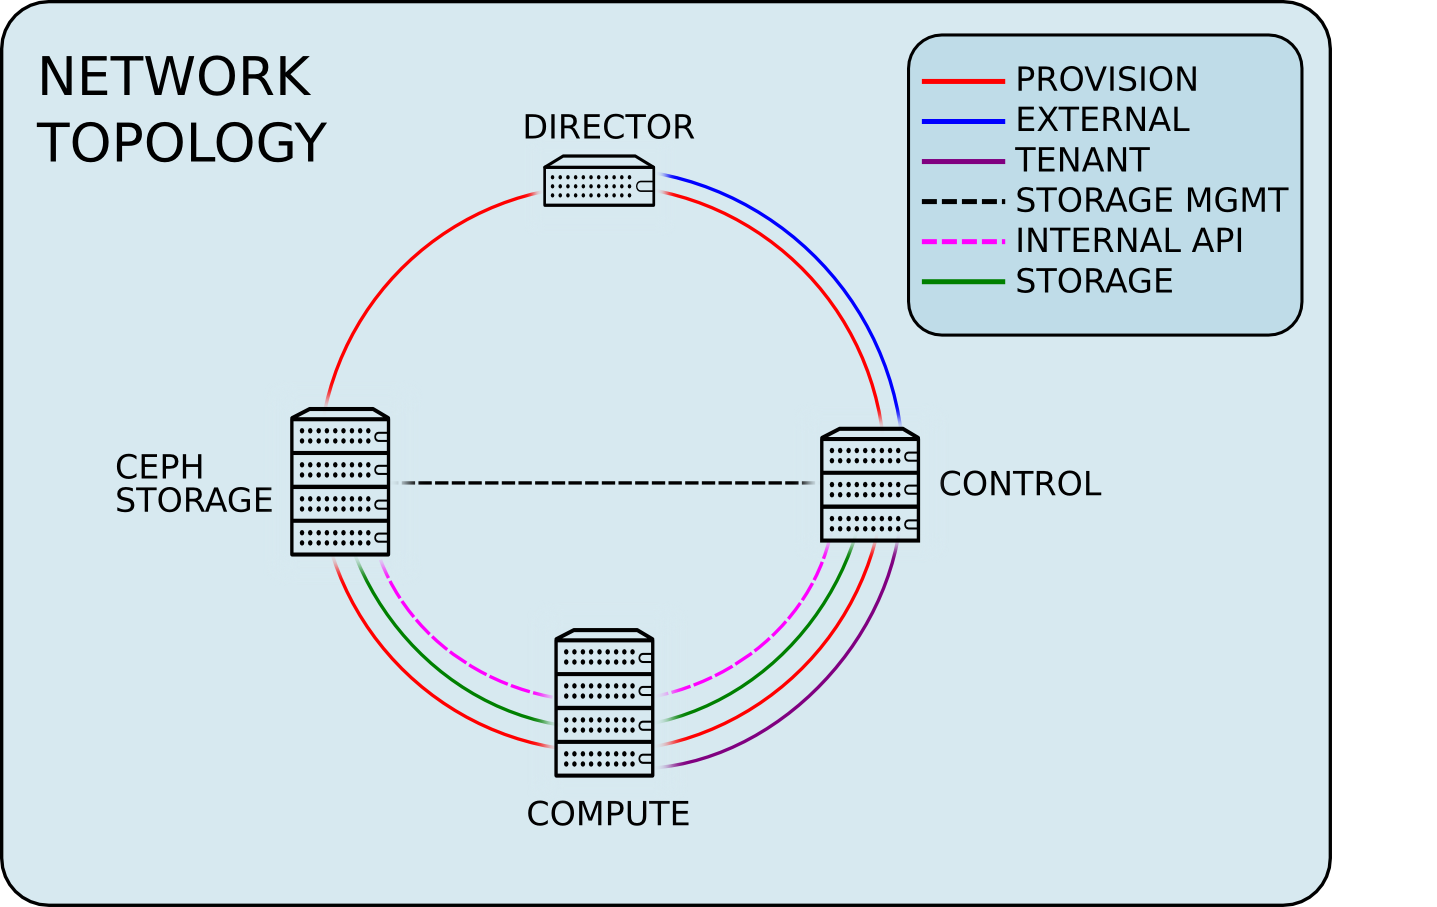 NETWORK
TOPOLOGY
DIRECTOR
PROVISION
EXTERNAL
TENANT
STORAGE MGMT
INTERNAL API
STORAGE
CEPH
STORAGE
CONTROL
COMPUTE